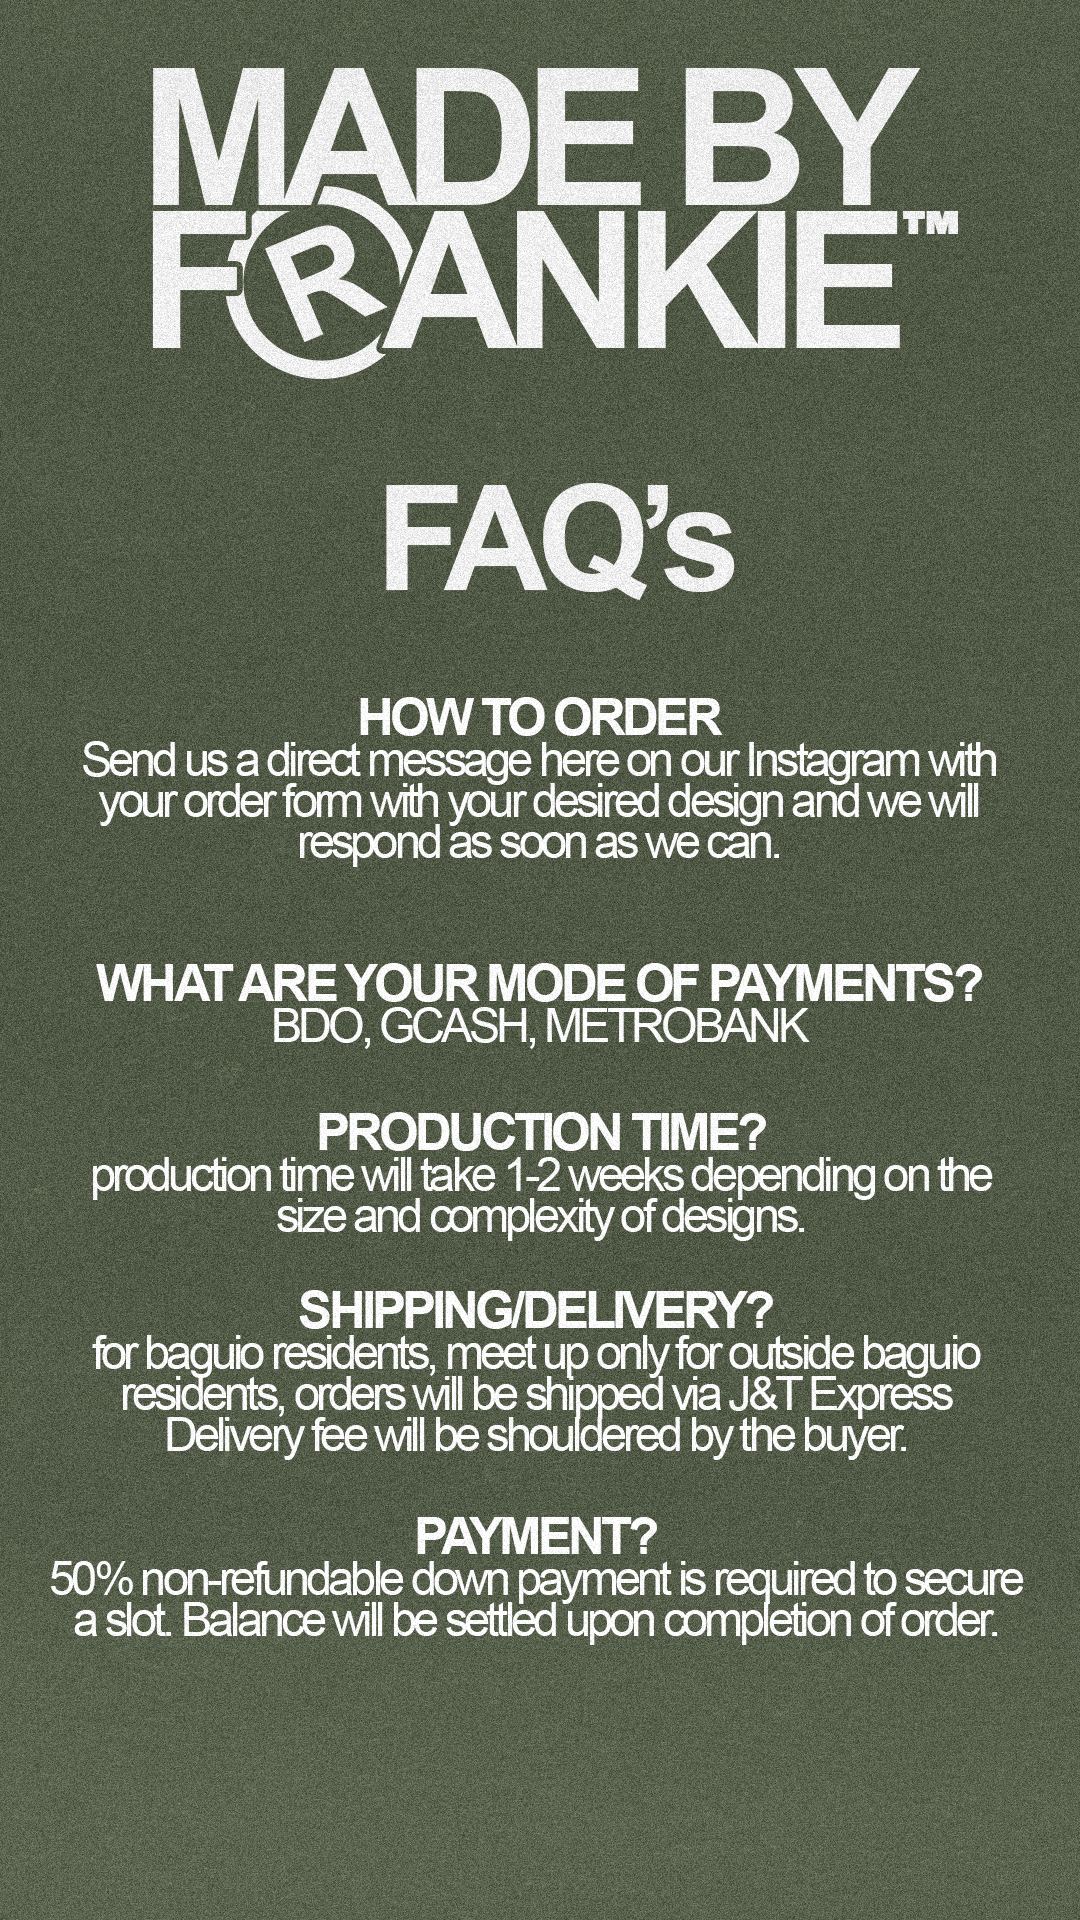 MADE BY
FRANKIE™
FAQ's
HOW TO ORDER
Send us a direct message here on our Instagram with
your order form with your desired design and we will
respond as soon as we can.
WHAT ARE YOUR MODE OF PAYMENTS?
BDO, GCASH, METROBANK
PRODUCTION TIME?
production time will take 1-2 weeks depending on the
size and complexity of designs.
SHIPPING/DELIVERY?
for baguio residents, meet up only for outside baguio
residents, orders will be shipped via J&T Express
Delivery fee will be shouldered by the buyer.
PAYMENT?
50% non-refundable down payment is required to secure
a slot. Balance will be settled upon completion of order.